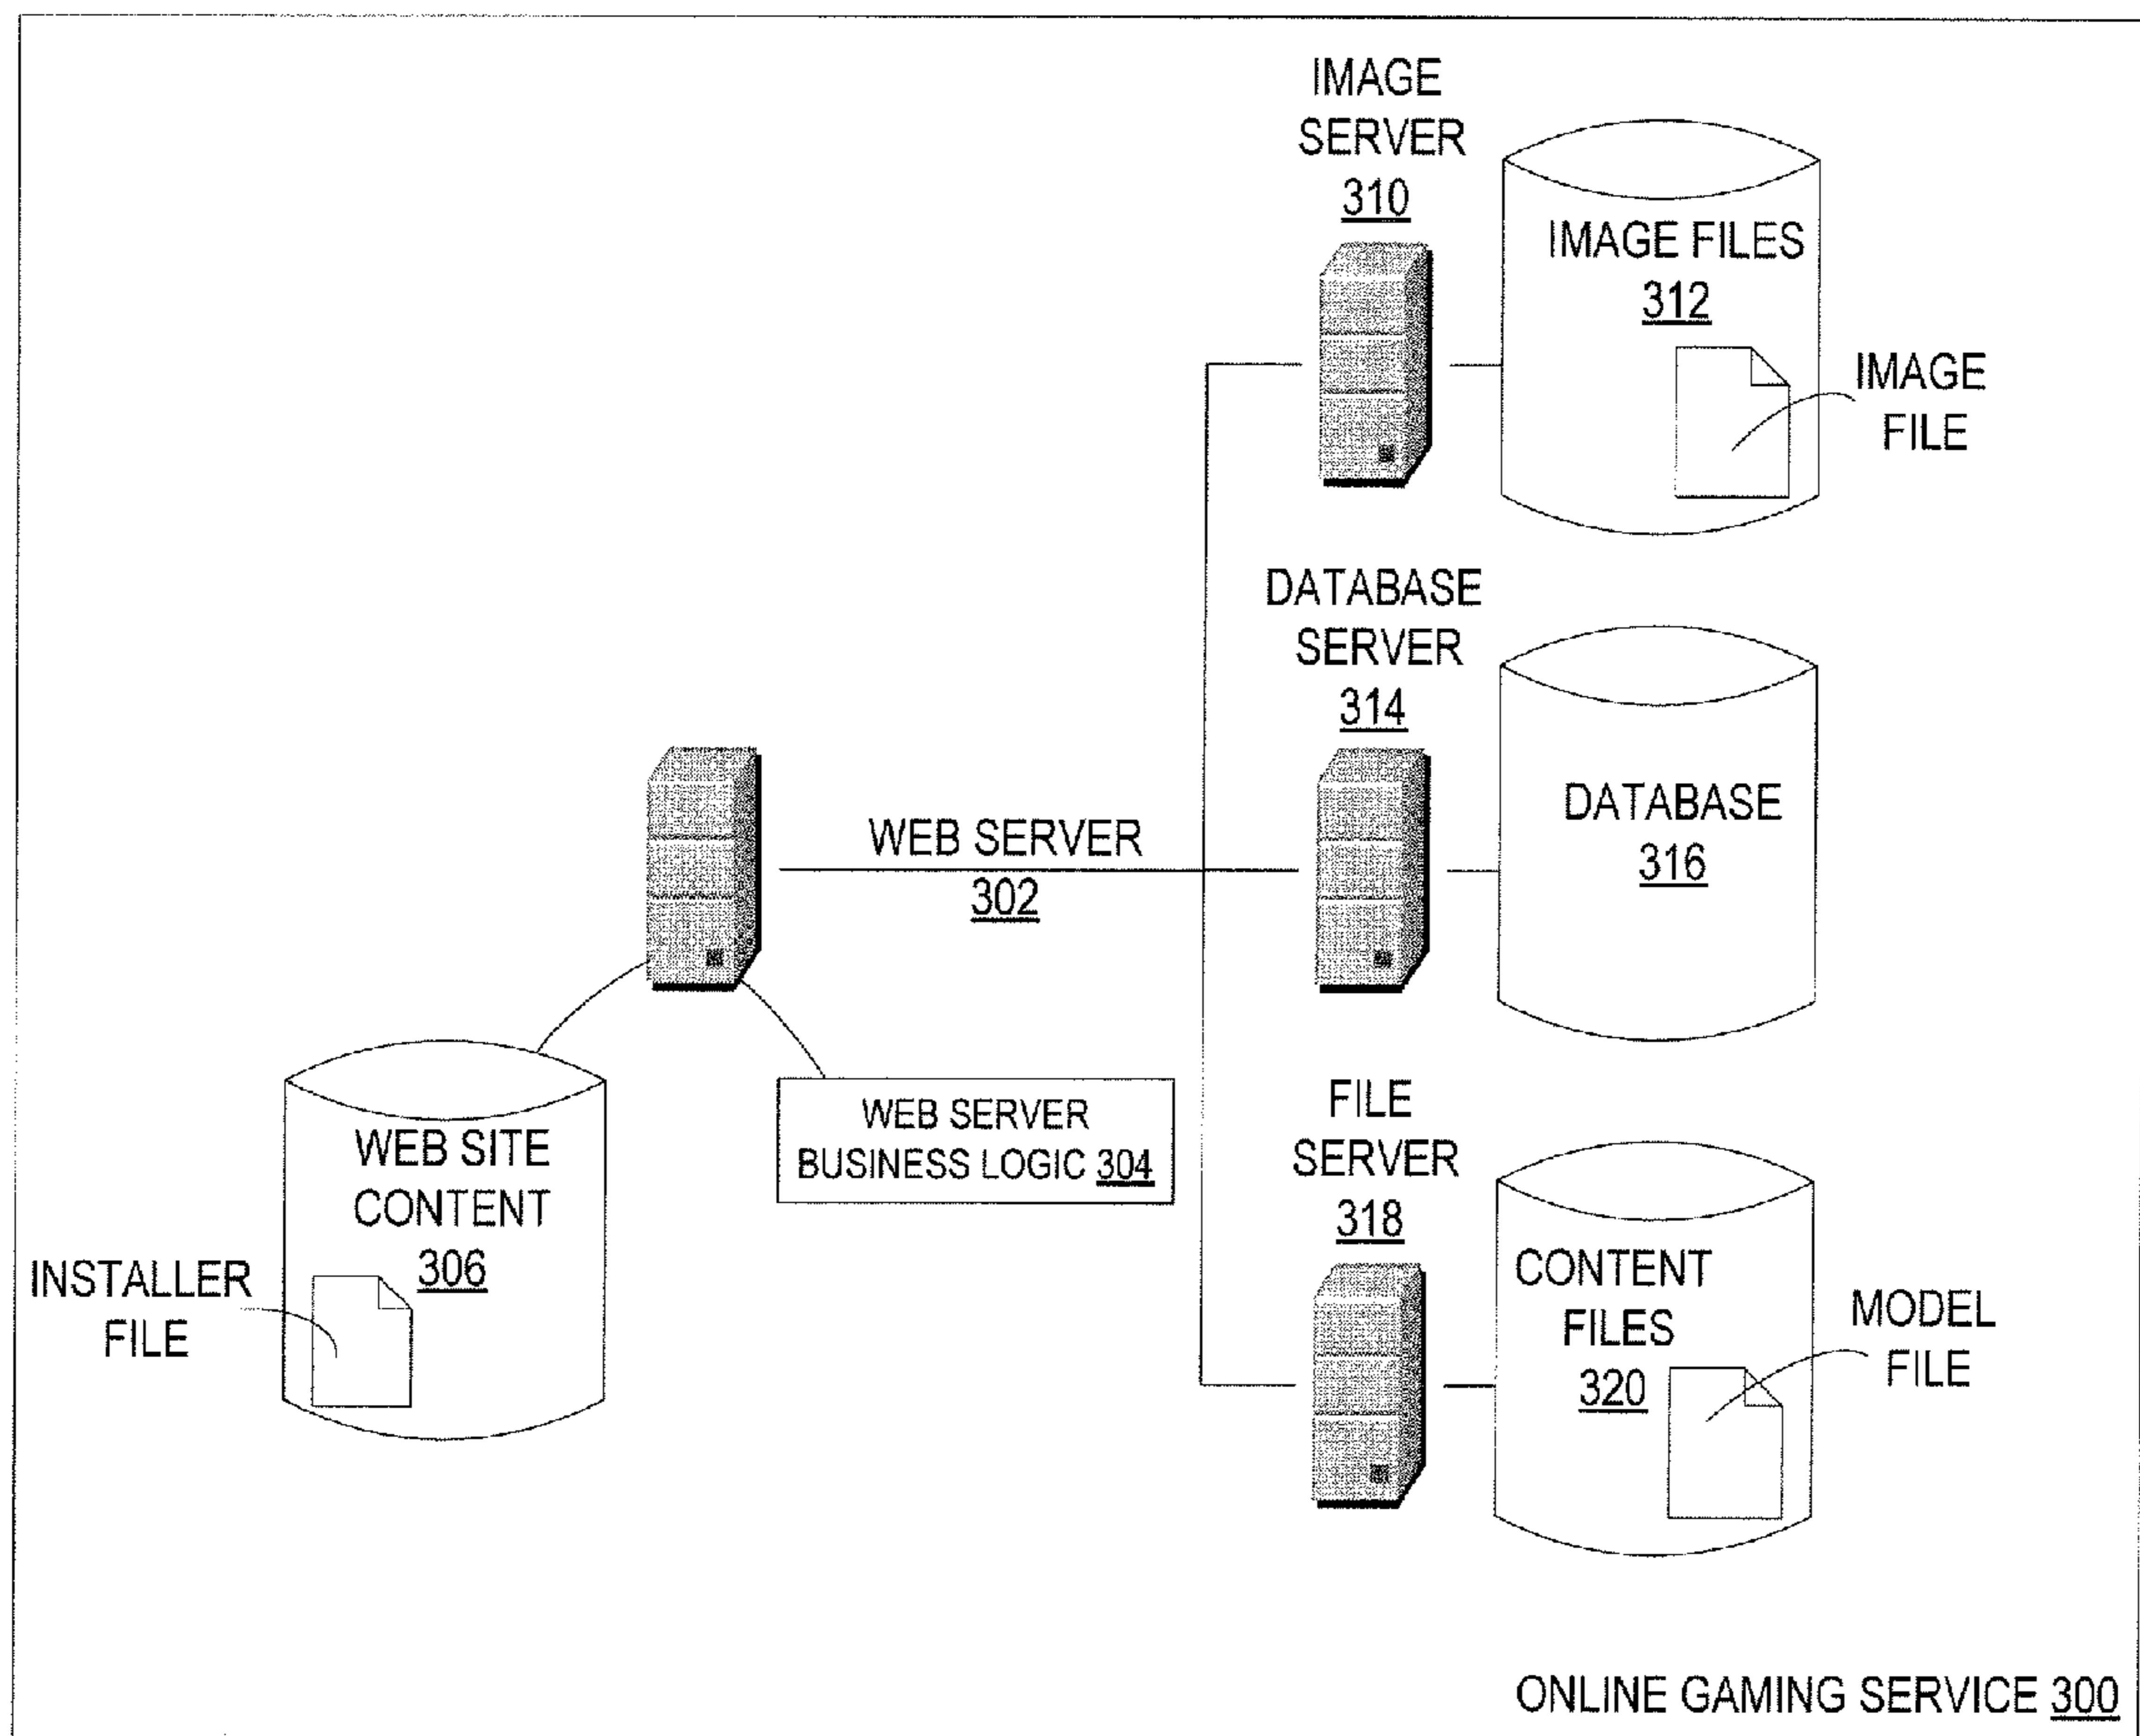 IMAGE
SERVER
310
IMAGE FILES
312
IMAGE
FILE
DATABASE
SERVER
314
DATABASE
316
WEB SERVER
302
WEB SERVER
BUSINESS LOGIC 304
WEB SITE
CONTENT
306
INSTALLER
FILE
FILE
SERVER
318
CONTENT
FILES
320
MODEL
FILE
ONLINE GAMING SERVICE 300